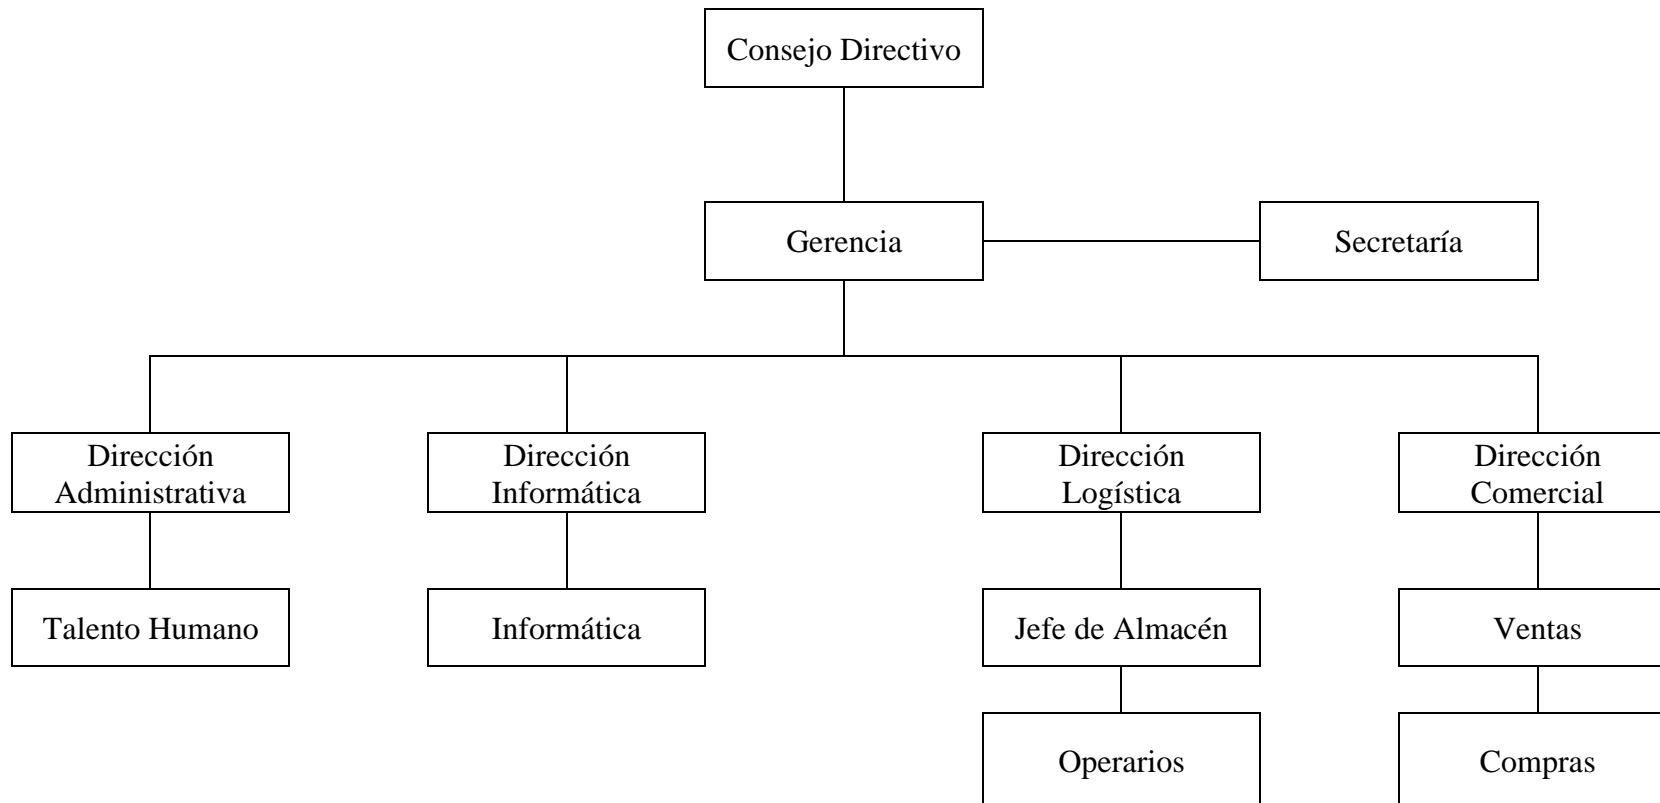 Consejo Directivo
Gerencia
Secretaría
Dirección
Administrativa
Dirección
Informática
Dirección
Logística
Dirección
Comercial
Talento Humano
Informática
Jefe de Almacén
Ventas
Operarios
Compras